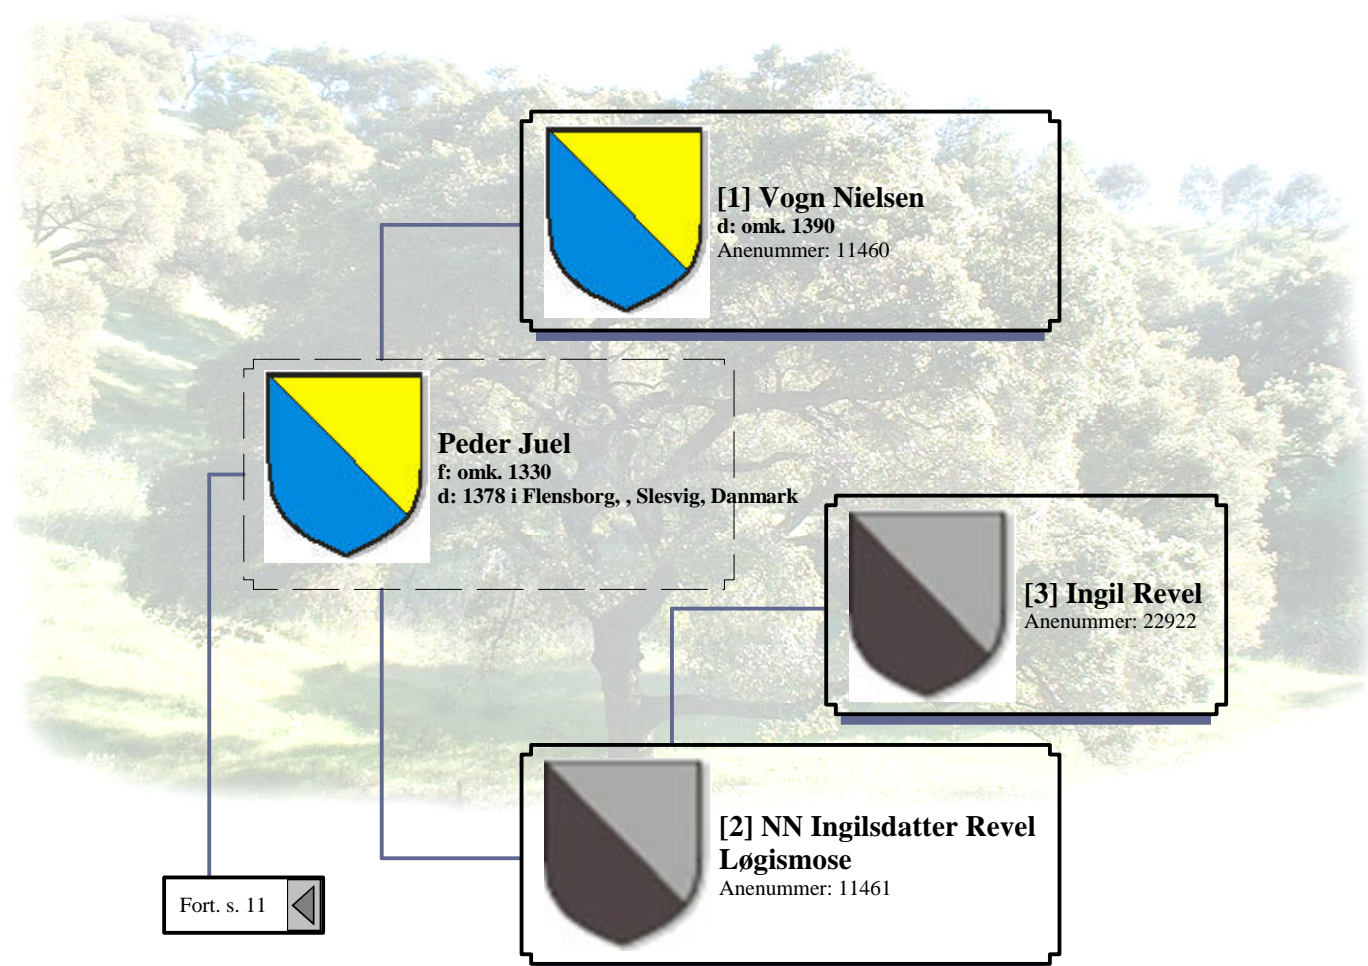 [1] Vogn Nielsen
d: omk. 1390
Anenummer: 11460
Peder Juel
f: omk. 1330
d: 1378 i Flensborg, , Slesvig, Danmark
[3] Ingil Revel
Anenummer: 22922
[2] NN Ingilsdatter Revel
Løgismose
Anenummer: 11461
Fort. s. 11